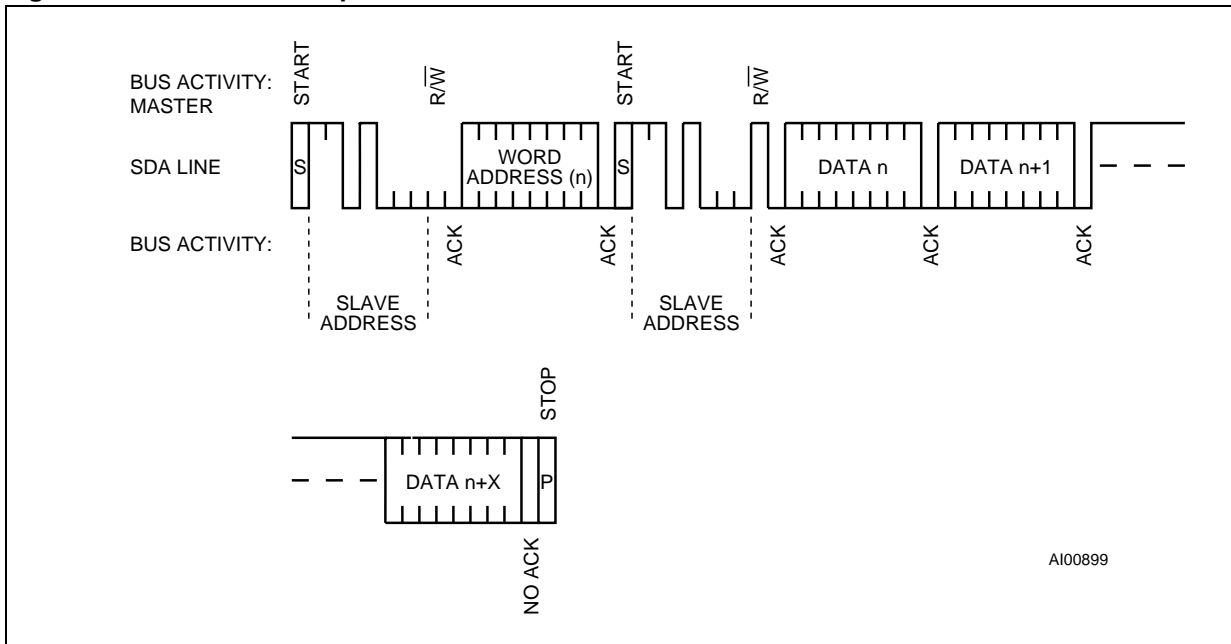 BUS ACTIVITY:
MASTER
START
R/W
START
R/W
SDA LINE
S
WORD
ADDRESS (n)
S
DATA n
DATA n+1
BUS ACTIVITY:
ACK
ACK
ACK
ACK
ACK
SLAVE
ADDRESS
SLAVE
ADDRESS
STOP
DATA n+X
P
NO ACK
AI00899